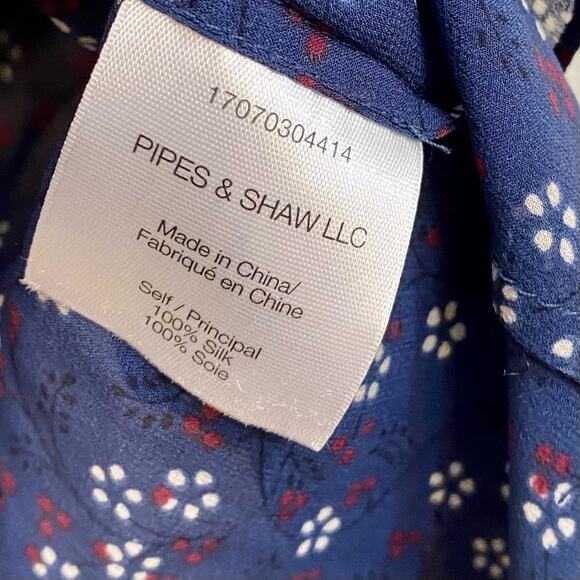 17070304414
PIPES & SHAW LLC
Made in China/
Fabriqué en Chine
Self / Principal
100% Silk
100% Soie